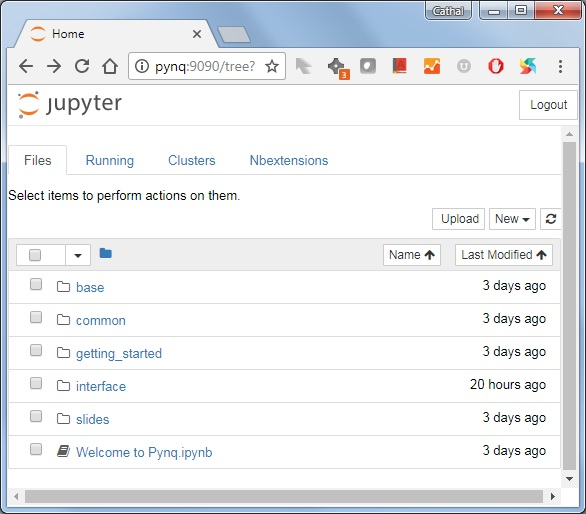 Cathal
Home
pynq:9090/tree?
3
jupyter
Logout
Files Running Clusters Nbextensions
Select items to perform actions on them.
Upload New
Name Last Modified
base 3 days ago
common 3 days ago
getting_started 3 days ago
interface 20 hours ago
slides 3 days ago
Welcome to Pynq.ipynb 3 days ago